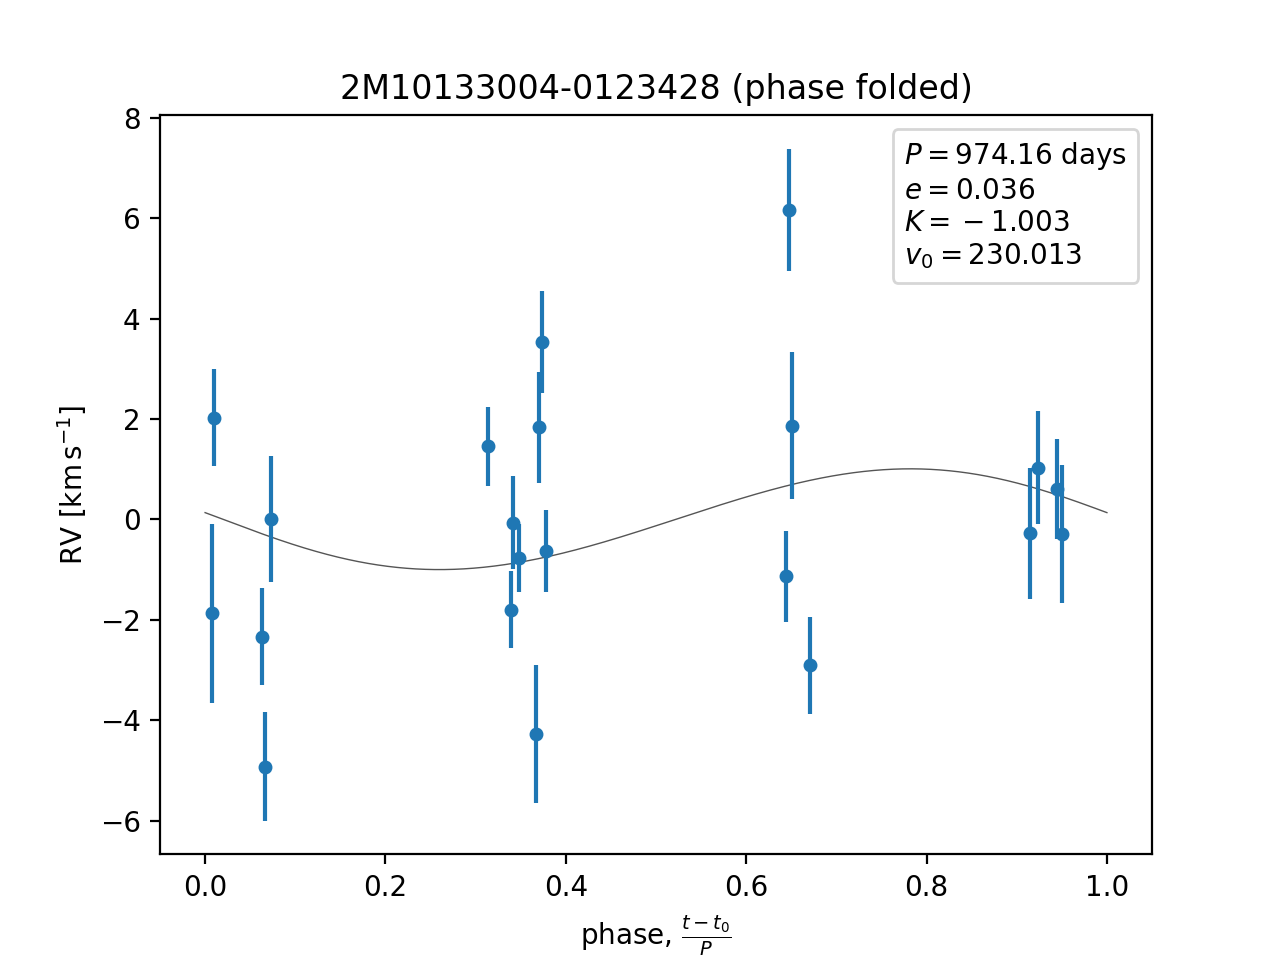 2M10133004-0123428 (phase folded)
P = 974.16 days
e = 0.036
K = −1.003
v₀ = 230.013
RV [km s⁻¹]
8
6
4
2
0
−2
−4
−6
0.0 0.2 0.4 0.6 0.8 1.0
phase, (t − t₀)/P